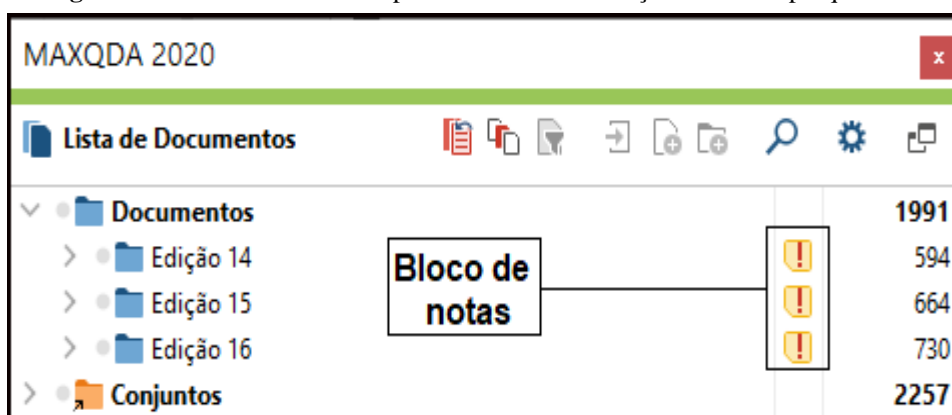 MAXQDA 2020
x
Lista de Documentos
Documentos 1991
Edição 14 594
Edição 15 664
Edição 16 730
Bloco de
notas
Conjuntos 2257